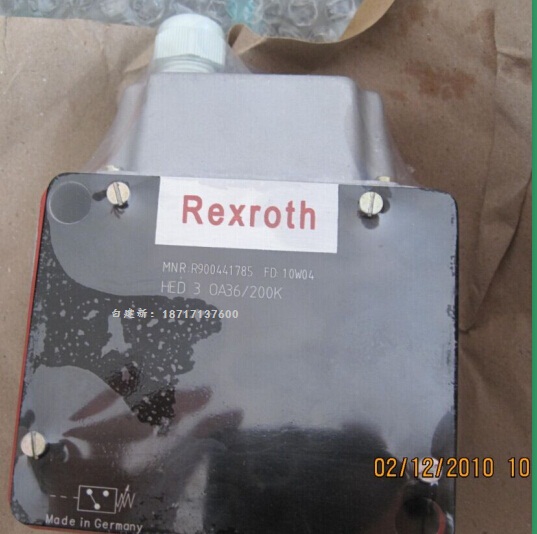 Rexroth
MNR:R900441785 FD:10W04
HED 3 OA36/200K
白建桥：18717137600
02/12/2010 10
Made in Germany